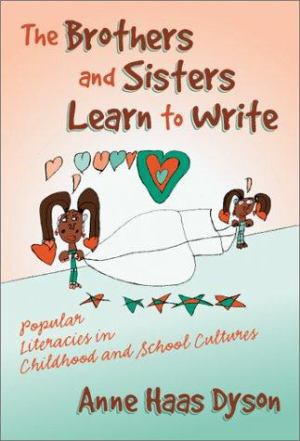 The Brothers
and Sisters
Learn to Write
Popular
Literacies in
Childhood and School Cultures
Anne Haas Dyson